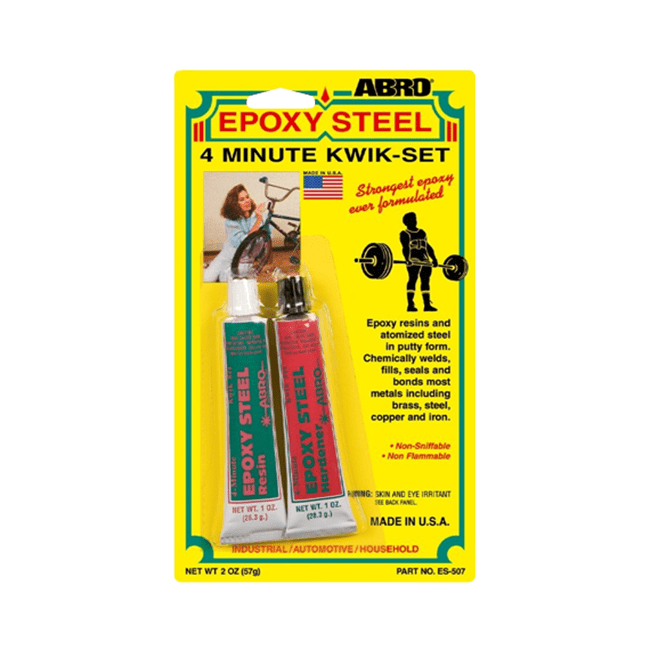 ABRO®
EPOXY STEEL
4 MINUTE KWIK-SET
MADE IN U.S.A.
Strongest epoxy
ever formulated
Epoxy resins and
atomized steel
in putty form.
Chemically welds,
fills, seals and
bonds most
metals including
brass, steel,
copper and iron.
• Non-Sniffable
• Non Flammable
4-Minute
EPOXY STEEL
Resin
ABRO
NET WT. 1 OZ.
(28.3 g.)
4-Minute
EPOXY STEEL
Hardener
ABRO
NET WT. 1 OZ.
(28.3 g.)
SKIN AND EYE IRRITANT
SEE BACK PANEL.
MADE IN U.S.A.
INDUSTRIAL/AUTOMOTIVE/HOUSEHOLD
NET WT 2 OZ (57g)
PART NO. ES-507